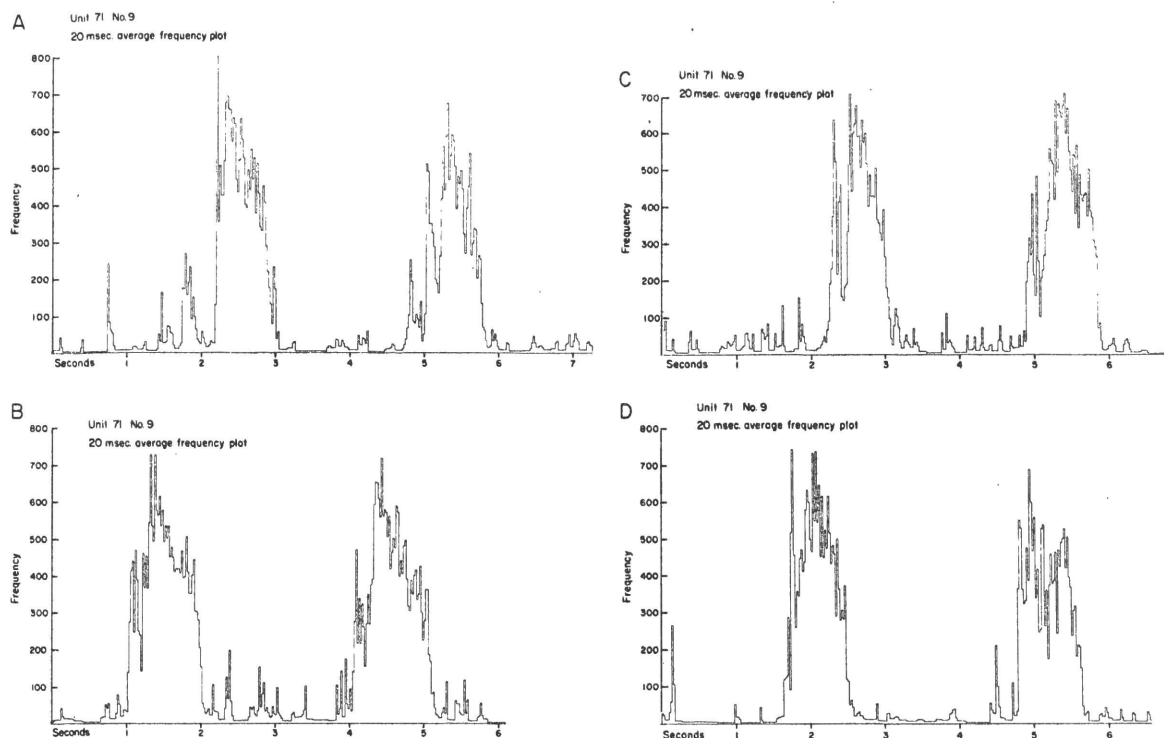 A
Unit 71 No. 9
20 msec. average frequency plot
800
700
600
500
400
300
200
100
Frequency
Seconds 1 2 3 4 5 6 7
B
Unit 71 No. 9
20 msec. average frequency plot
800
700
600
500
400
300
200
100
Frequency
Seconds 1 2 3 4 5 6
C
Unit 71 No. 9
20 msec. average frequency plot
700
600
500
400
300
200
100
Frequency
Seconds 1 2 3 4 5 6
D
Unit 71 No. 9
20 msec. average frequency plot
800
700
600
500
400
300
200
100
Frequency
Seconds 1 2 3 4 5 6